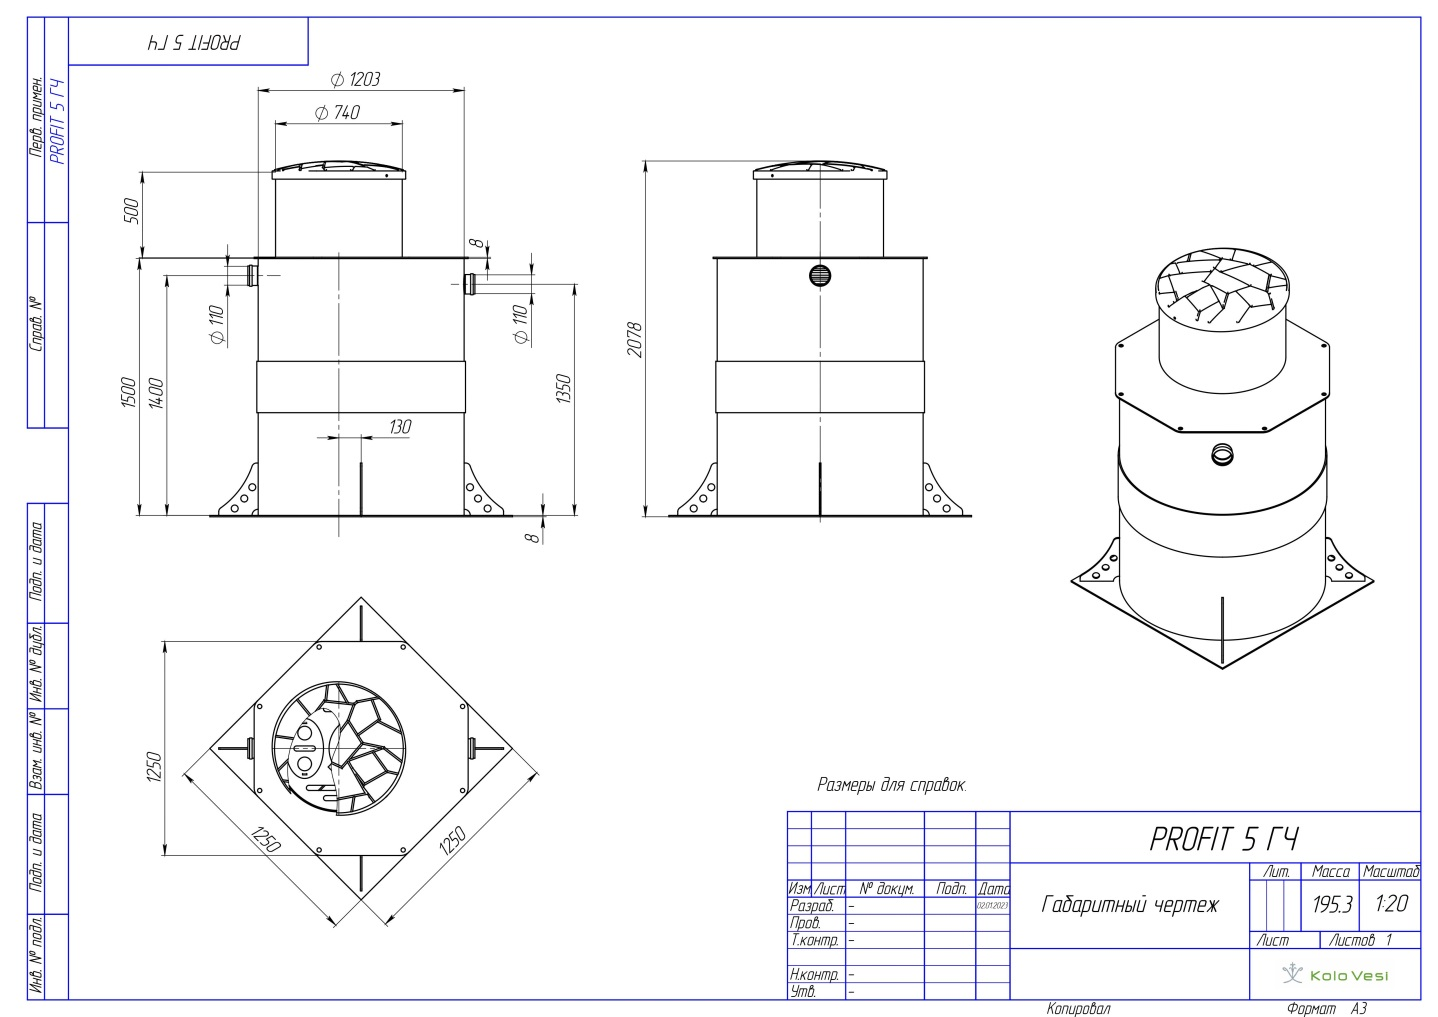 PROFIT 5 ГЧ
Перв. примен.
PROFIT 5 ГЧ
Справ. №
Подп. и дата
Инв. № дубл.
Взам. инв. №
Подп. и дата
Инв. № подл.
∅ 1203
∅ 740
500
8
∅ 110
∅ 110
1500
1400
1350
130
8
2078
1250
1250
1250
Размеры для справок.
PROFIT 5 ГЧ
Лит. Масса Масштаб
Изм Лист № докум. Подп. Дата
Разраб. - 02.01.2023
Габаритный чертеж
195.3 1:20
Пров. -
Т.контр. -
Лист Листов 1
Н.контр. -
Утв. -
Kolo Vesi
Копировал Формат А3